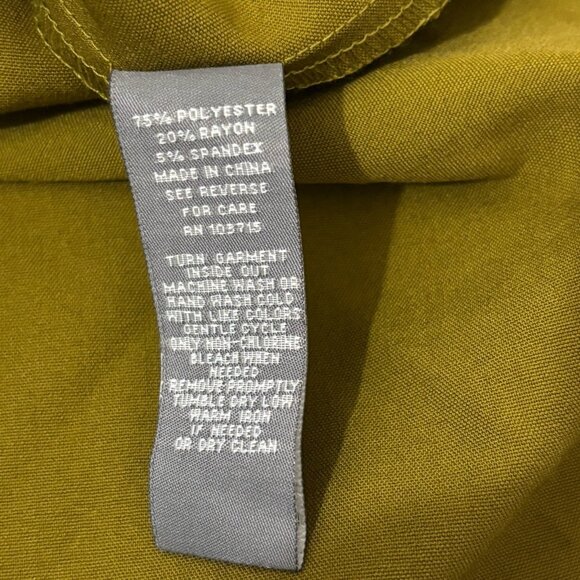 75% POLYESTER
20% RAYON
5% SPANDEX
MADE IN CHINA
SEE REVERSE
FOR CARE
RN 103715
TURN GARMENT
INSIDE OUT
MACHINE WASH OR
HAND WASH COLD
WITH LIKE COLORS
GENTLE CYCLE
ONLY NON-CHLORINE
BLEACH WHEN
NEEDED
REMOVE PROMPTLY
TUMBLE DRY LOW
WARM IRON
IF NEEDED
OR DRY CLEAN